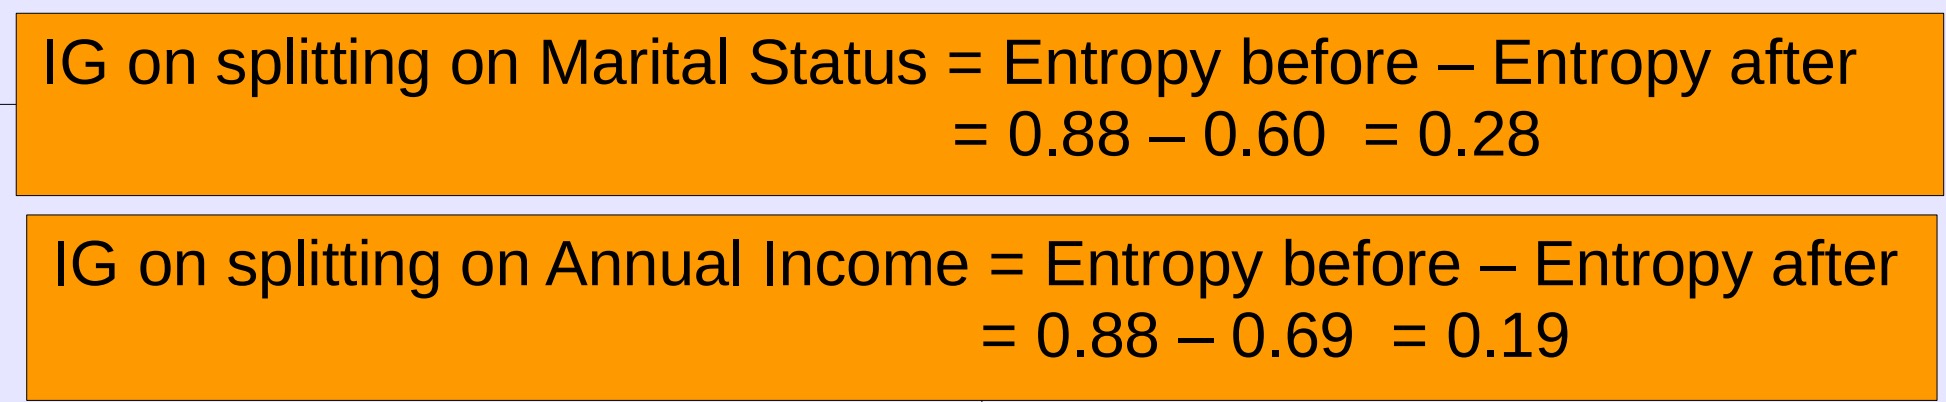 IG on splitting on Marital Status = Entropy before – Entropy after
= 0.88 – 0.60 = 0.28
IG on splitting on Annual Income = Entropy before – Entropy after
= 0.88 – 0.69 = 0.19